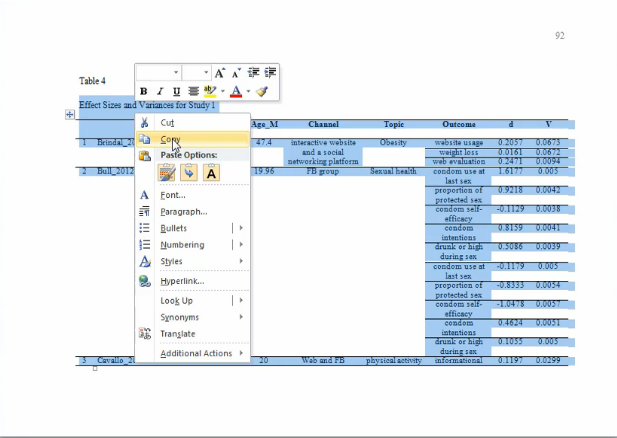 92
Table 4
A A
B I U ab A
Effect Sizes and Variances for Study 1
Age_M Channel Topic Outcome d V
1 Brindal_20 47.4 interactive website and a social networking platform Obesity website usage 0.2057 0.0673
weight loss 0.0161 0.0672
web evaluation 0.2471 0.0944
2 Bull_2012 19.96 FB group Sexual health condom use at last sex 1.6177 0.005
proportion of protected sex 0.9218 0.0042
condom self-efficacy -0.1129 0.0038
condom intentions 0.8159 0.0041
drunk or high during sex 0.5086 0.0039
condom use at last sex -0.1179 0.005
proportion of protected sex -0.8333 0.0054
condom self-efficacy -1.0478 0.0057
condom intentions 0.4624 0.0051
drunk or high during sex 0.1055 0.005
3 Cavallo_20 20 Web and FB physical activity informational 0.1197 0.0299
Cut
Copy
Paste Options:
A
A Font...
Paragraph...
Bullets
Numbering
Styles
Hyperlink...
Look Up
Synonyms
Translate
Additional Actions